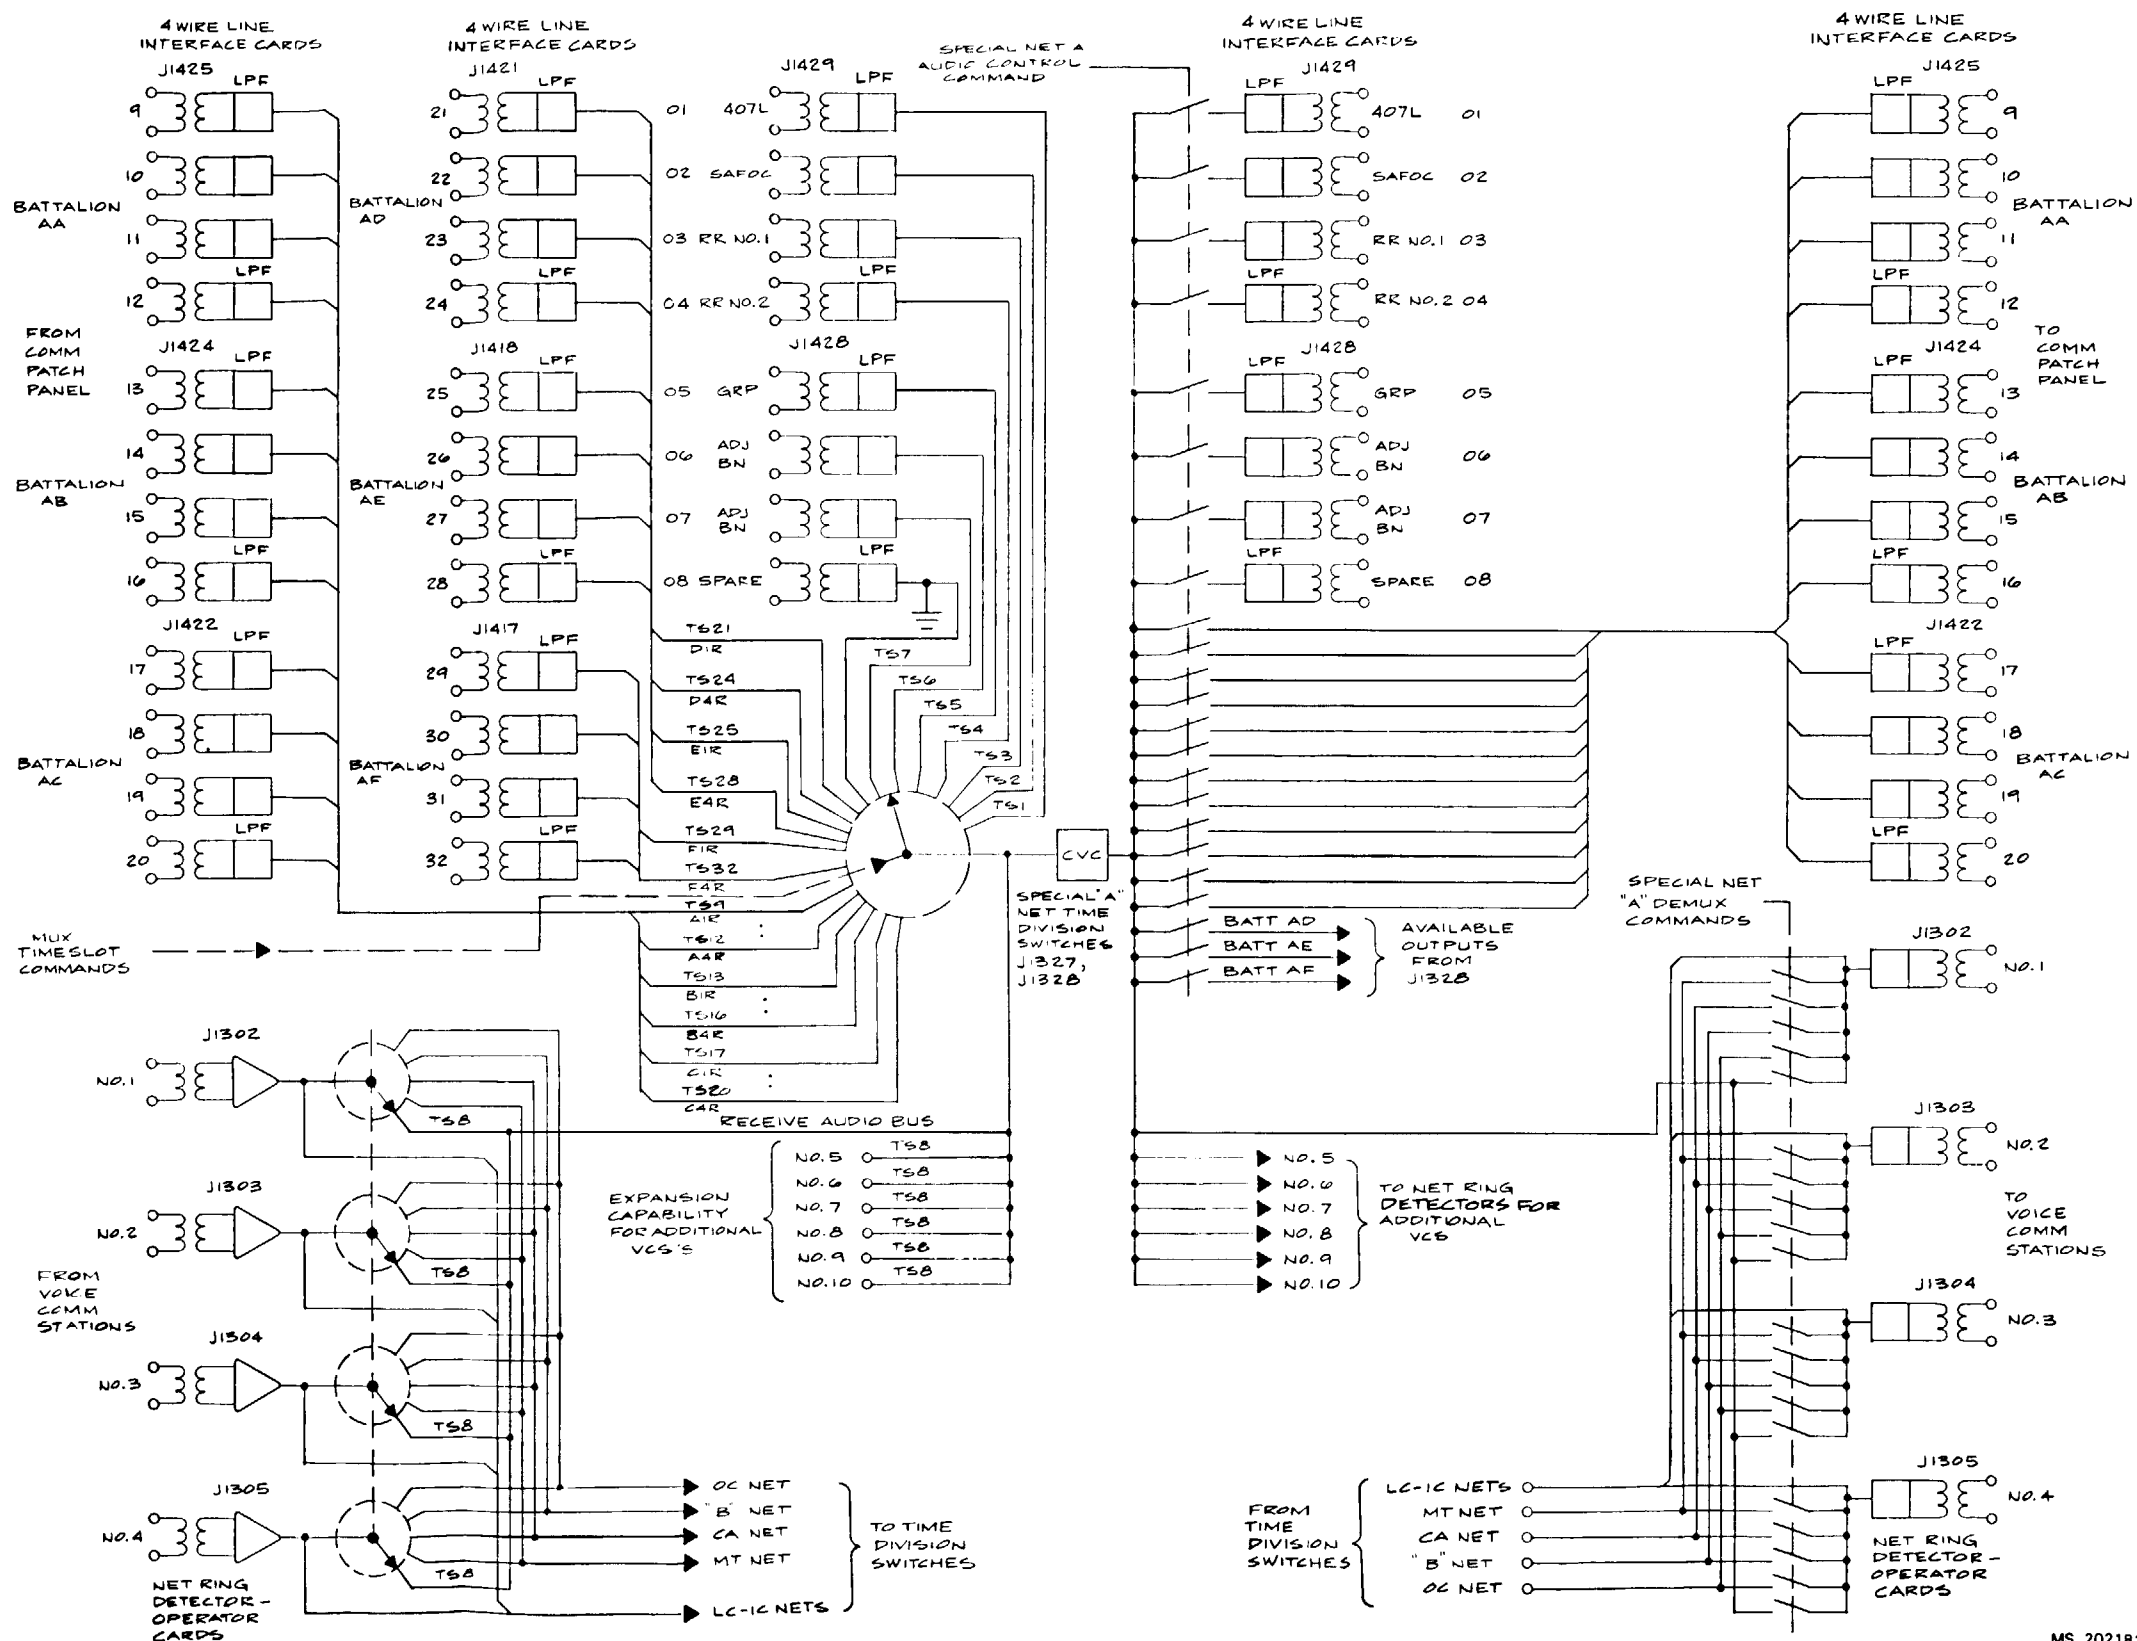 4 WIRE LINE
INTERFACE CARDS
J1425
LPF
9
10
BATTALION
AA
11
LPF
12
FROM
COMM
PATCH
PANEL
J1424
LPF
13
14
BATTALION
AB
15
LPF
16
J1422
LPF
17
18
BATTALION
AC
19
LPF
20
MUX
TIMESLOT
COMMANDS
4 WIRE LINE
INTERFACE CARDS
J1421
LPF
21
22
BATTALION
AD
23
LPF
24
J1418
LPF
25
26
BATTALION
AE
27
LPF
28
J1417
LPF
29
30
BATTALION
AF
31
LPF
32
J1429
LPF
01 407L
02 SAFOC
03 RR NO.1
LPF
04 RR NO.2
J1428
LPF
05 GRP
06 ADJ
BN
07 ADJ
BN
LPF
08 SPARE
SPECIAL NET A
AUDIO CONTROL
COMMAND
TS21
D1R
TS24
D4R
TS25
E1R
TS28
E4R
TS29
F1R
TS32
F4R
TS9
A1R
:
TS12
A4R
TS13
B1R
:
TS16
B4R
TS17
C1R
:
TS20
C4R
TS7
TS6
TS5
TS4
TS3
TS2
TS1
CVC
SPECIAL "A"
NET TIME
DIVISION
SWITCHES
J1327,
J1328
4 WIRE LINE
INTERFACE CARDS
J1429
LPF
407L 01
SAFOC 02
RR NO.1 03
LPF
RR NO.2 04
J1428
LPF
GRP 05
ADJ
BN 06
ADJ
BN 07
LPF
SPARE 08
BATT AD
BATT AE
BATT AF
AVAILABLE
OUTPUTS
FROM
J1328
4 WIRE LINE
INTERFACE CARDS
J1425
LPF
9
10
BATTALION
AA
11
LPF
12
TO
COMM
PATCH
PANEL
J1424
LPF
13
14
BATTALION
AB
15
LPF
16
J1422
LPF
17
18
BATTALION
AC
19
LPF
20
SPECIAL NET
"A" DEMUX
COMMANDS
J1302
NO.1
J1303
NO.2
TO
VOICE
COMM
STATIONS
J1304
NO.3
J1305
NO.4
NET RING
DETECTOR-
OPERATOR
CARDS
J1302
NO.1
TS8
J1303
NO.2
TS8
FROM
VOICE
COMM
STATIONS
J1304
NO.3
TS8
J1305
NO.4
TS8
NET RING
DETECTOR-
OPERATOR
CARDS
RECEIVE AUDIO BUS
EXPANSION
CAPABILITY
FOR ADDITIONAL
VCS'S
NO.5 TS8
NO.6 TS8
NO.7 TS8
NO.8 TS8
NO.9 TS8
NO.10 TS8
NO.5
NO.6
NO.7
NO.8
NO.9
NO.10
TO NET RING
DETECTORS FOR
ADDITIONAL
VCS
OC NET
"B" NET
CA NET
MT NET
LC-IC NETS
TO TIME
DIVISION
SWITCHES
FROM
TIME
DIVISION
SWITCHES
LC-IC NETS
MT NET
CA NET
"B" NET
OC NET